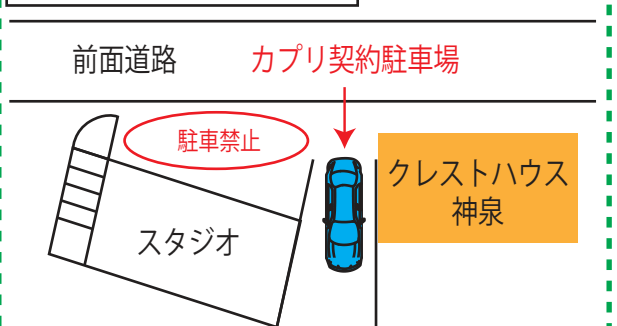 前面道路
カプリ契約駐車場
駐車禁止
クレストハウス
神泉
スタジオ